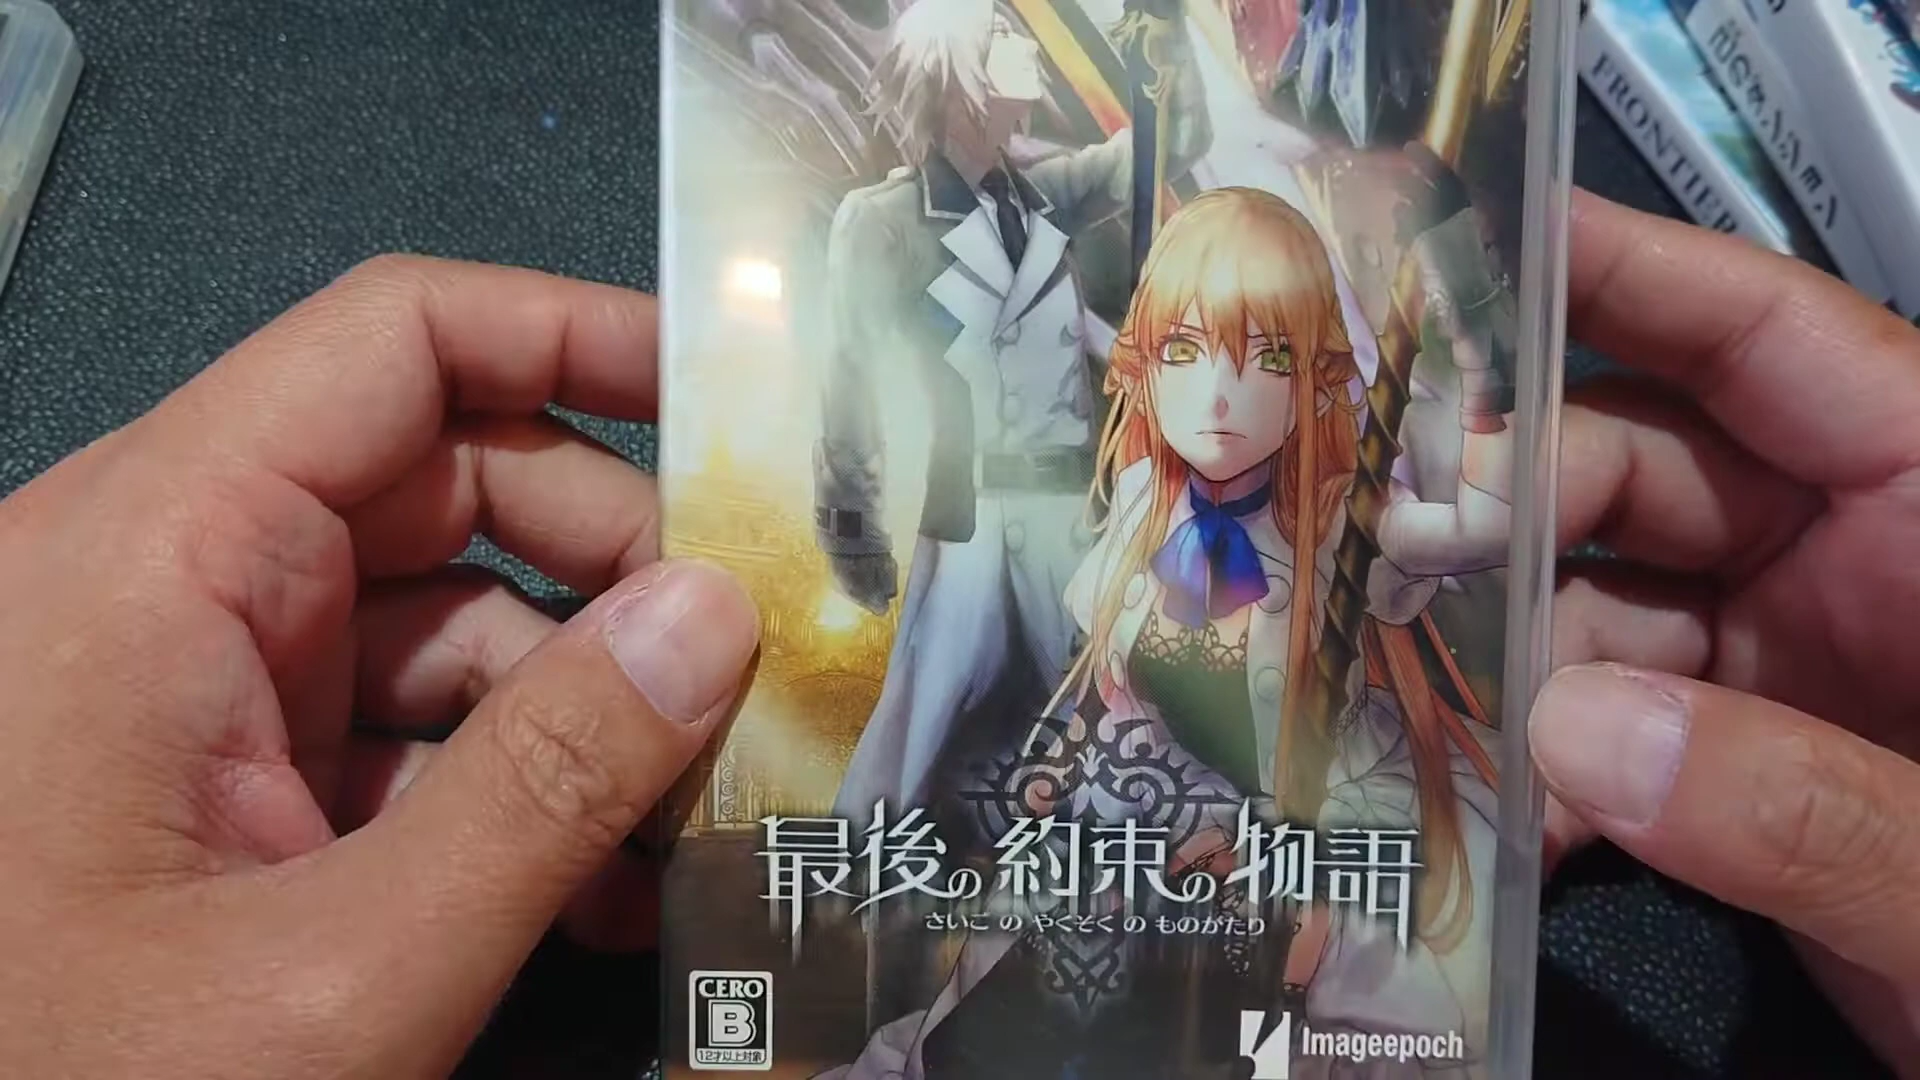 FRONTIER
最後の約束の物語
さいご の やくそく の ものがたり
CERO
B
12才以上対象
Imageepoch